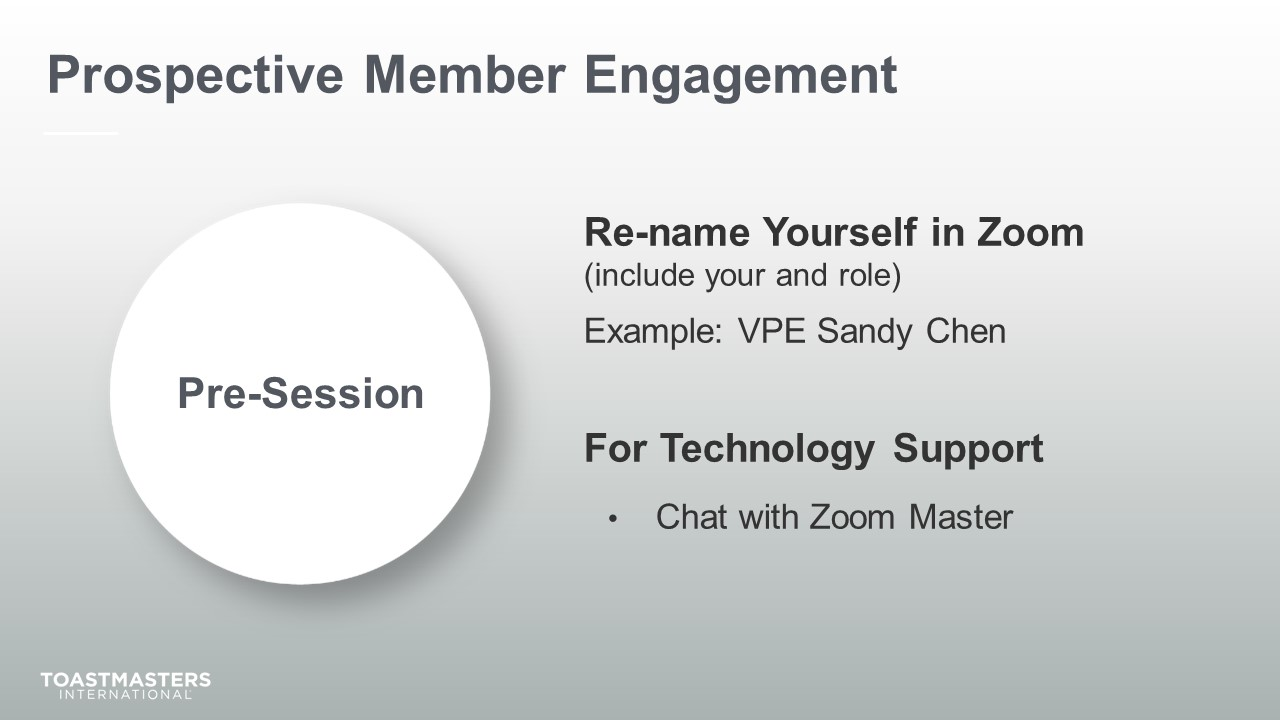 Prospective Member Engagement
Pre-Session
Re-name Yourself in Zoom
(include your and role)
Example: VPE Sandy Chen
For Technology Support
• Chat with Zoom Master
TOASTMASTERS
INTERNATIONAL